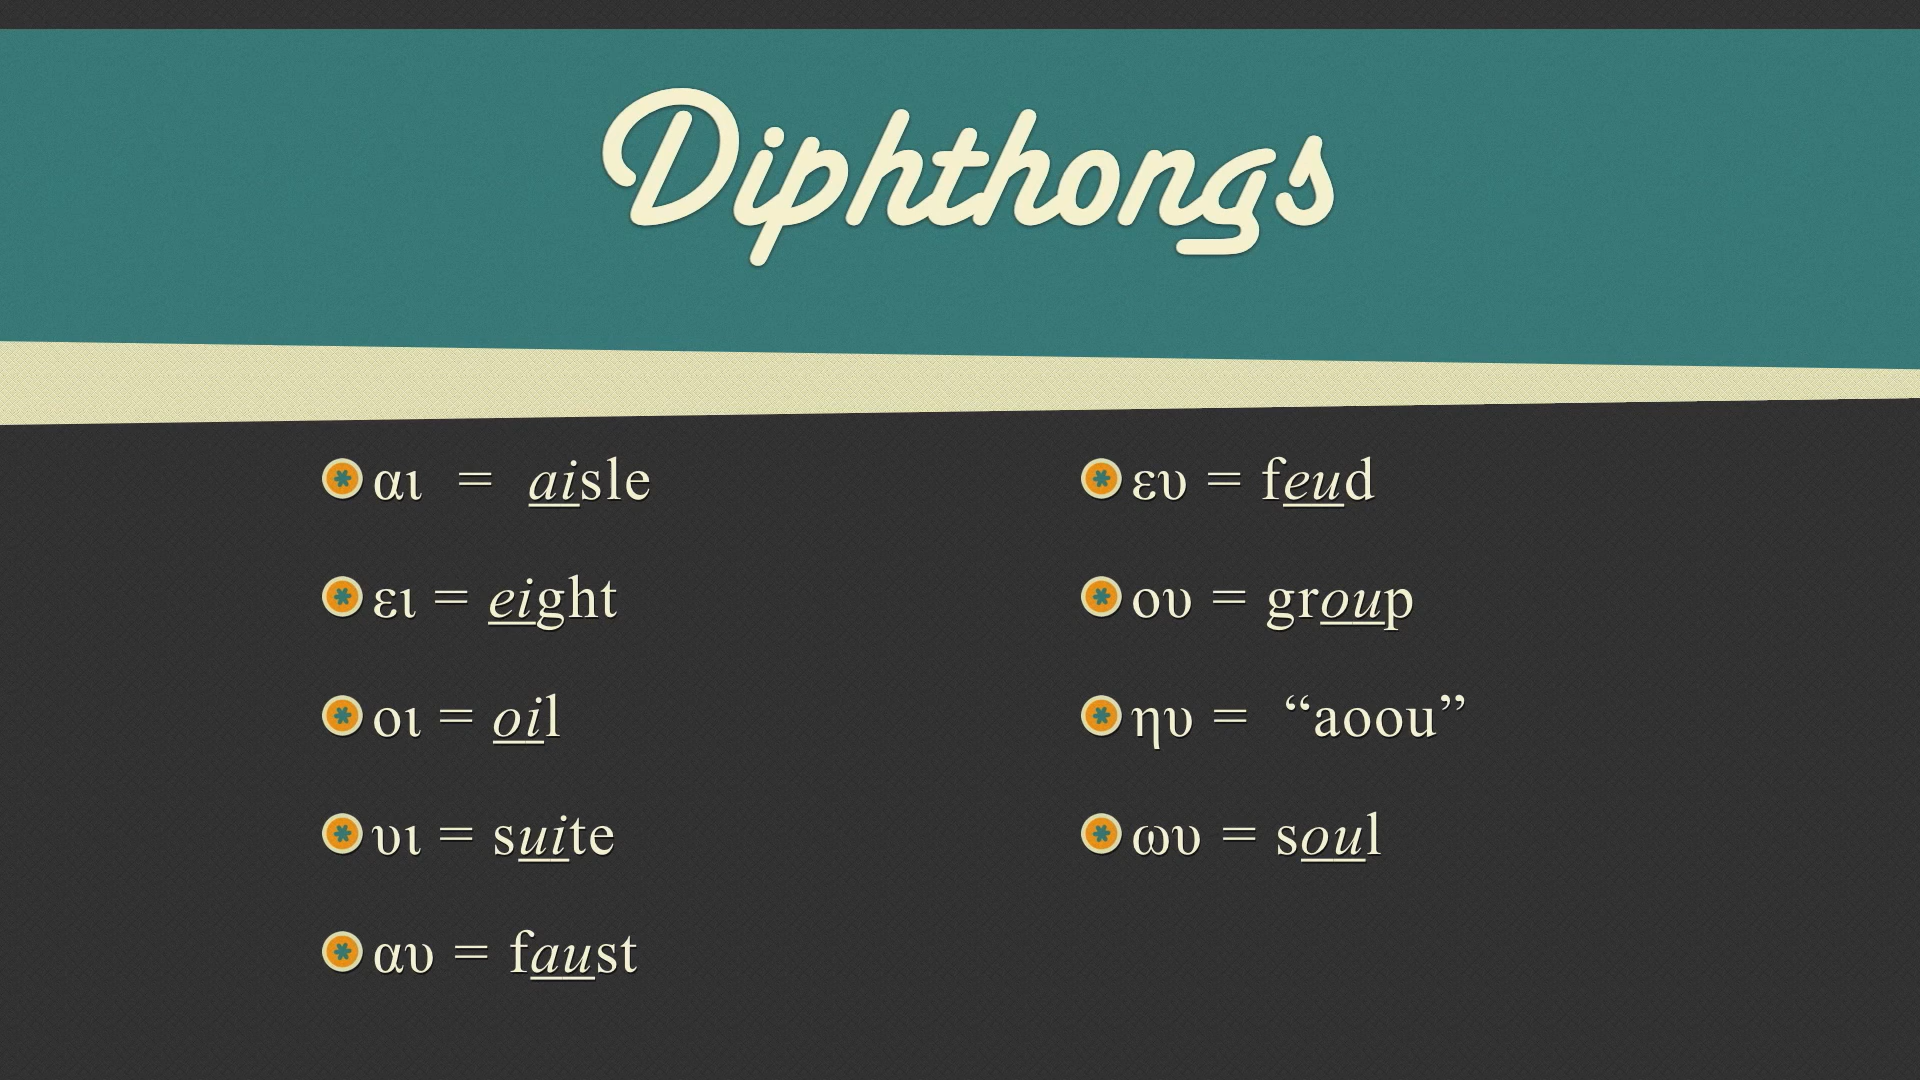 Diphthongs
αι = aisle
ει = eight
οι = oil
υι = suite
αυ = faust
ευ = feud
ου = group
ηυ = “aoou”
ωυ = soul